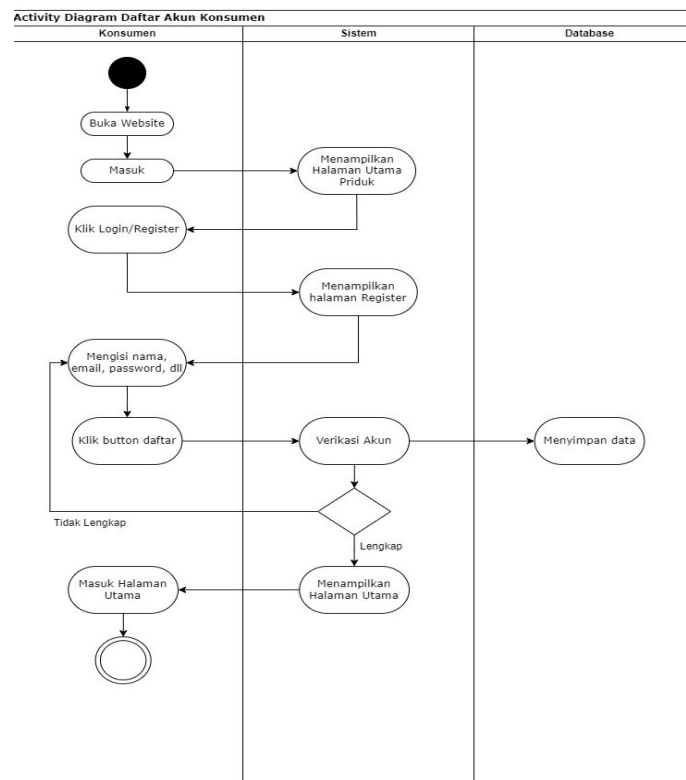 Activity Diagram Daftar Akun Konsumen
Konsumen
Sistem
Database
Buka Website
Masuk
Menampilkan
Halaman Utama
Priduk
Klik Login/Register
Menampilkan
halaman Register
Mengisi nama,
email, password, dll
Klik button daftar
Verikasi Akun
Menyimpan data
Tidak Lengkap
Lengkap
Masuk Halaman
Utama
Menampilkan
Halaman Utama